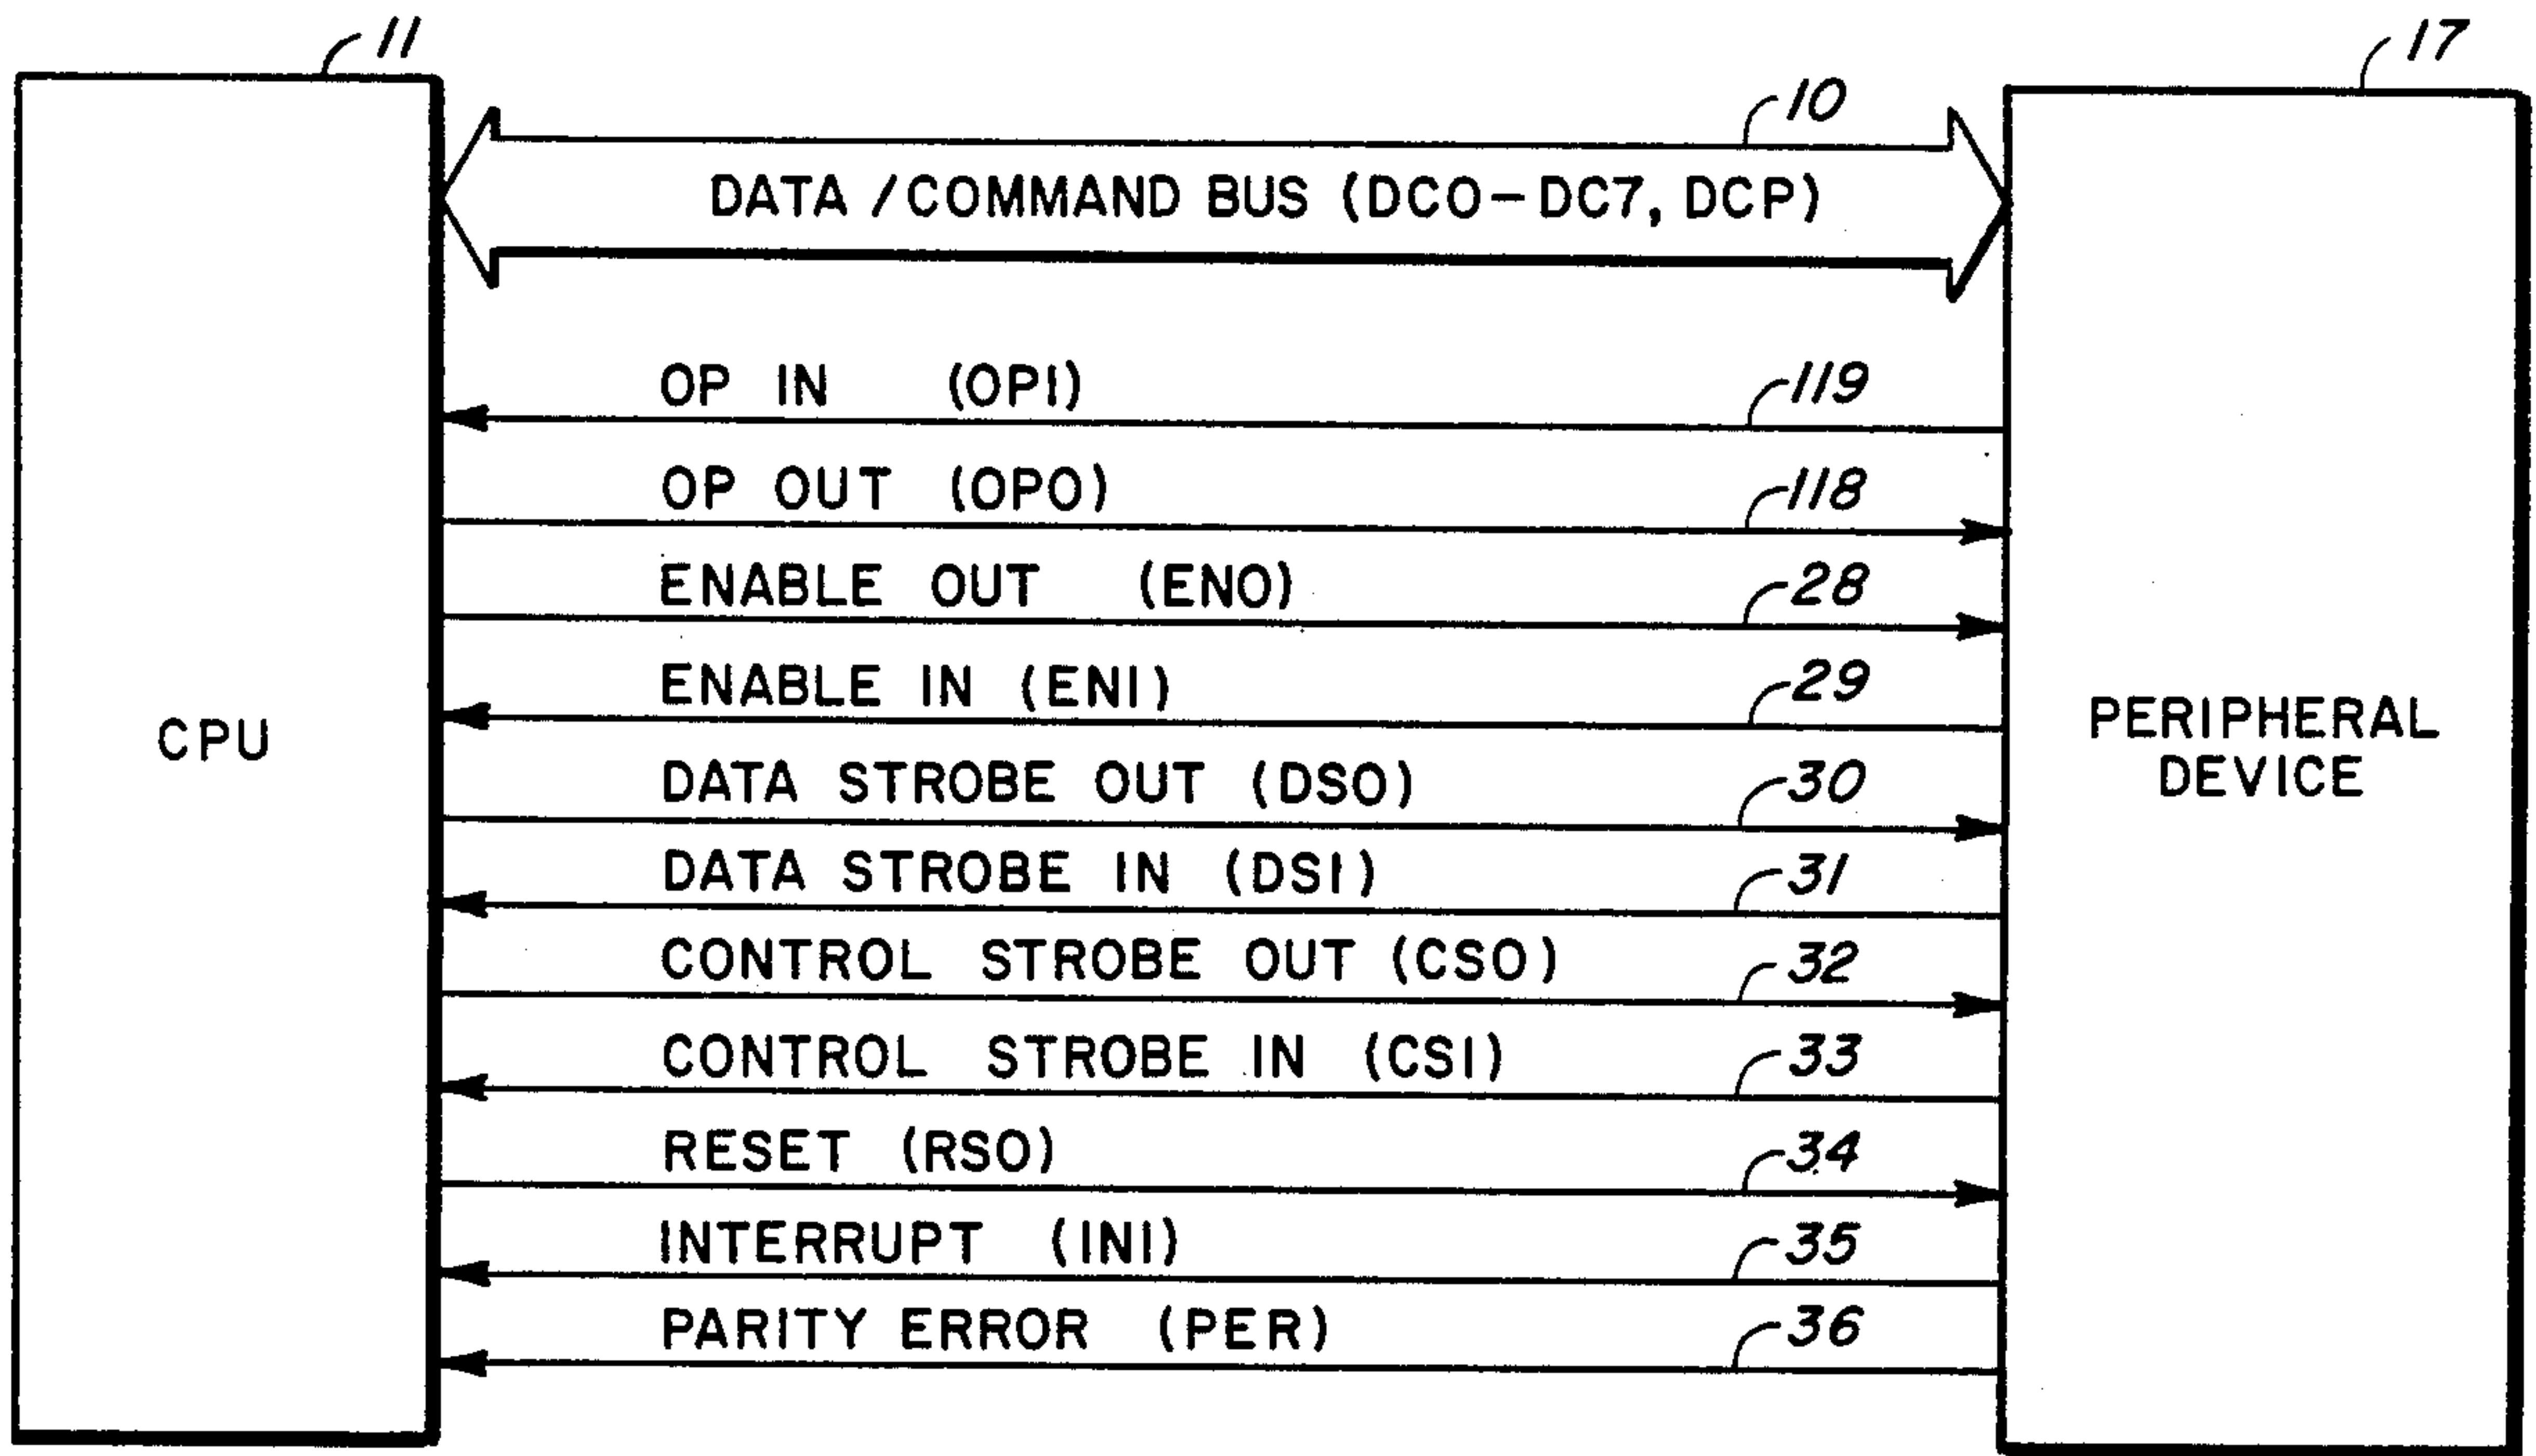 11
17
10
DATA /COMMAND BUS (DC0-DC7, DCP)
OP IN (OPI)
119
OP OUT (OPO)
118
ENABLE OUT (ENO)
28
ENABLE IN (ENI)
29
CPU
PERIPHERAL
DEVICE
DATA STROBE OUT (DSO)
30
DATA STROBE IN (DSI)
31
CONTROL STROBE OUT (CSO)
32
CONTROL STROBE IN (CSI)
33
RESET (RSO)
34
INTERRUPT (INI)
35
PARITY ERROR (PER)
36